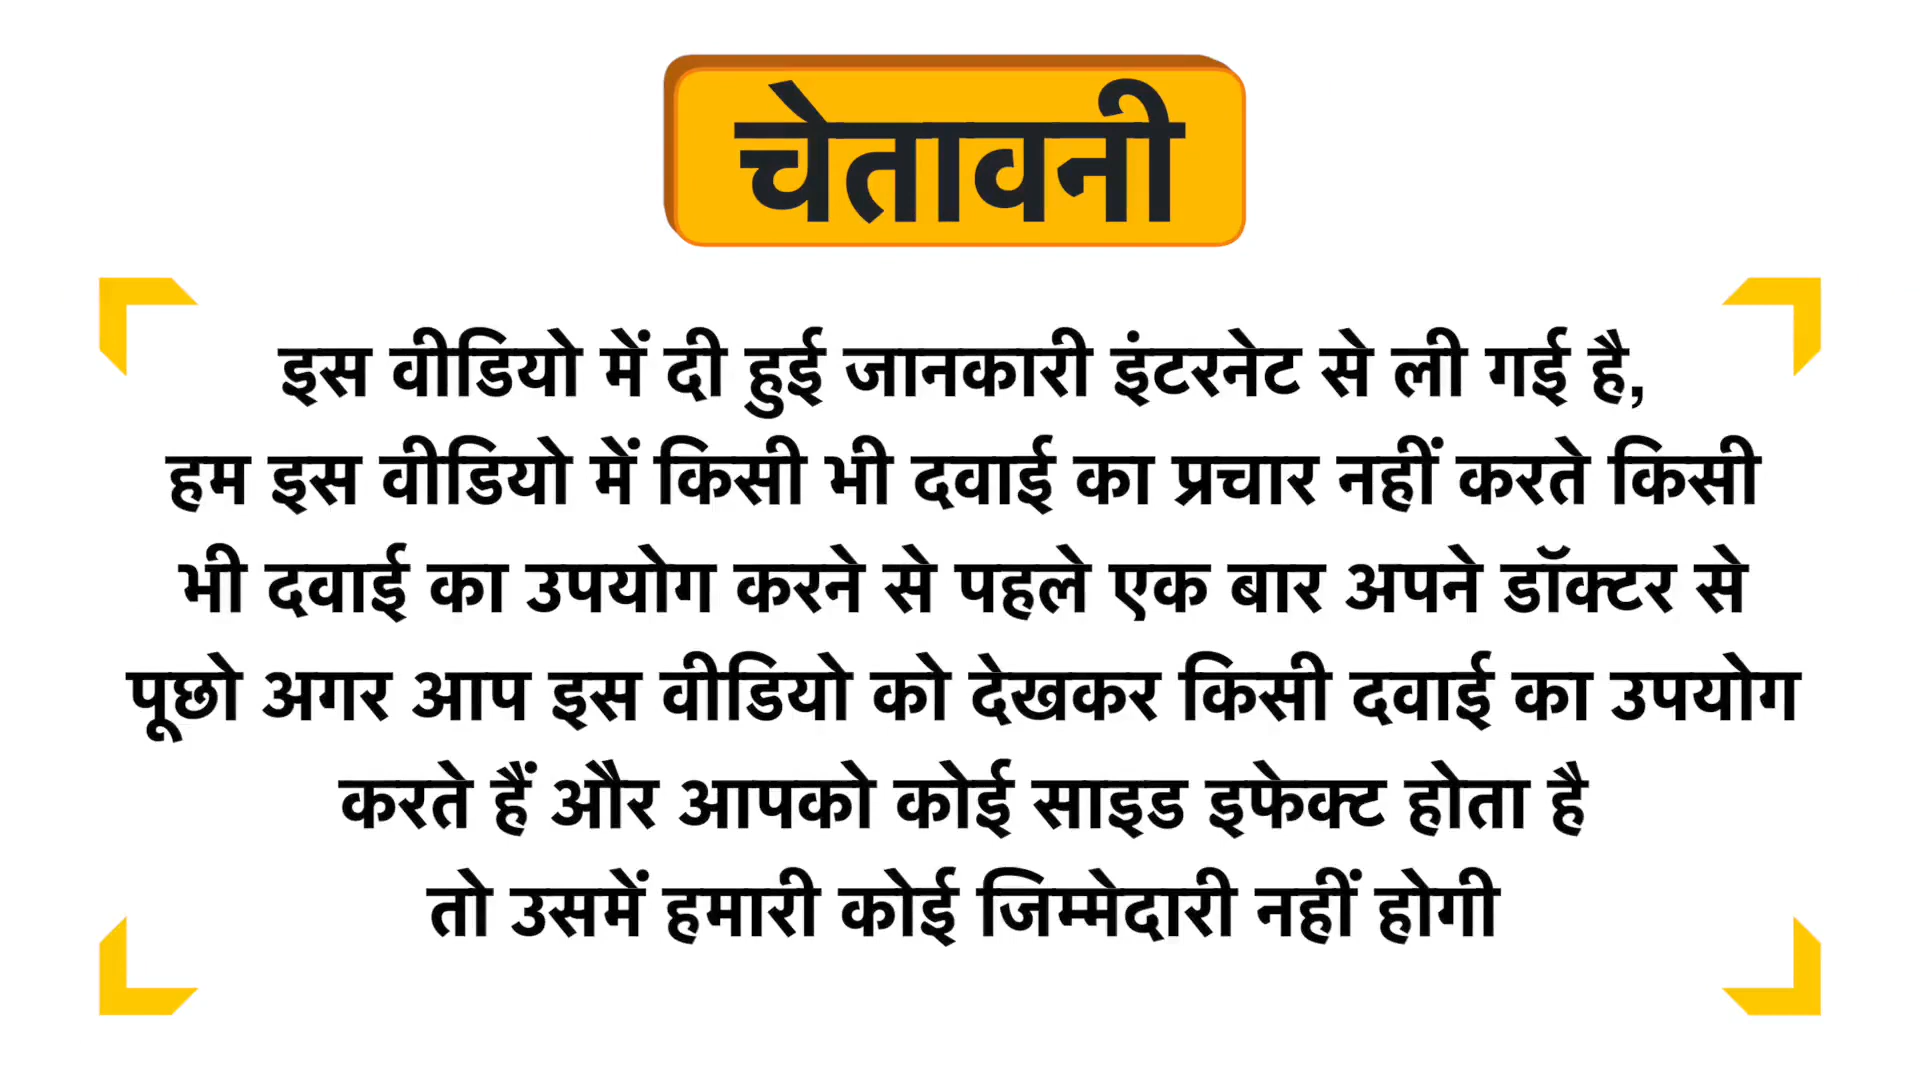 चेतावनी
इस वीडियो में दी हुई जानकारी इंटरनेट से ली गई है,
हम इस वीडियो में किसी भी दवाई का प्रचार नहीं करते किसी
भी दवाई का उपयोग करने से पहले एक बार अपने डॉक्टर से
पूछो अगर आप इस वीडियो को देखकर किसी दवाई का उपयोग
करते हैं और आपको कोई साइड इफेक्ट होता है
तो उसमें हमारी कोई जिम्मेदारी नहीं होगी